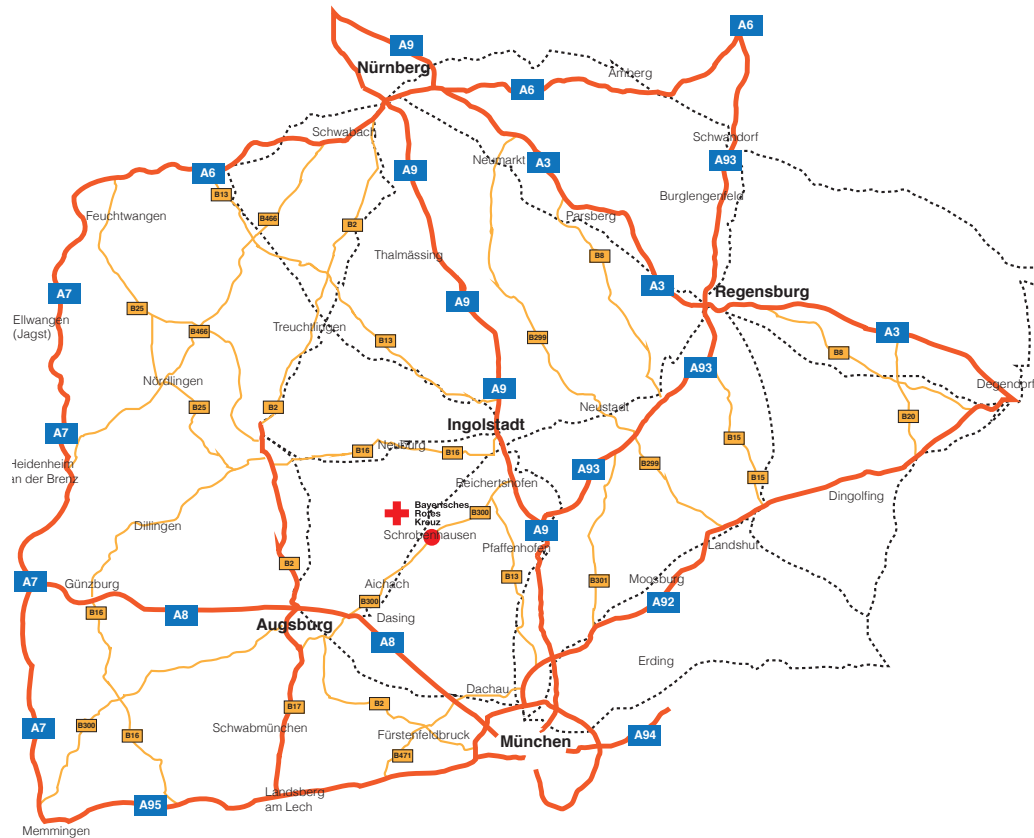 A6
A9
Nürnberg
Amberg
A6
Schwabach
Schwandorf
Neumarkt
A3
A93
A9
A6
B13
Burglengenfeld
Feuchtwangen
B466
B2
Parsberg
Thalmässing
B8
A3
Regensburg
A7
A9
B25
Ellwangen
(Jagst)
Treuchtlingen
B466
B13
B299
A3
B8
A93
Nördlingen
A9
Degendorf
B25
B2
Neustadt
B20
Ingolstadt
A7
B15
Neuburg
B16
B16
B299
A93
Heidenheim
an der Brenz
B15
Beichertshofen
Dingolfing
Bayerisches
Rotes
Kreuz
B300
Dillingen
Schrobenhausen
A9
Pfaffenhofen
Landshut
B2
A7
Günzburg
Aichach
B13
B301
Moosburg
B300
A92
B16
A8
Dasing
Augsburg
A8
Erding
Dachau
B17
B2
A7
B300
B16
Schwabmünchen
Fürstenfeldbruck
München
A94
B471
Landsberg
am Lech
A95
Memmingen